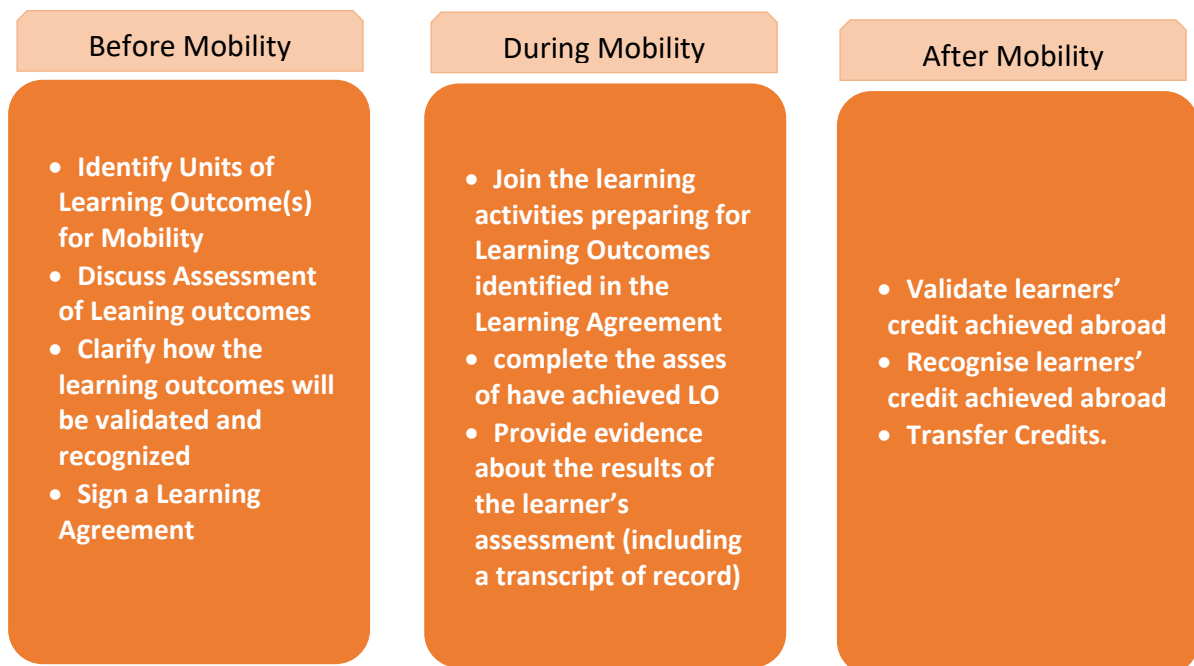 Before Mobility
• Identify Units of
Learning Outcome(s)
for Mobility
• Discuss Assessment
of Leaning outcomes
• Clarify how the
learning outcomes will
be validated and
recognized
• Sign a Learning
Agreement
During Mobility
• Join the learning
activities preparing for
Learning Outcomes
identified in the
Learning Agreement
• complete the asses
of have achieved LO
• Provide evidence
about the results of
the learner’s
assessment (including
a transcript of record)
After Mobility
• Validate learners’
credit achieved abroad
• Recognise learners’
credit achieved abroad
• Transfer Credits.